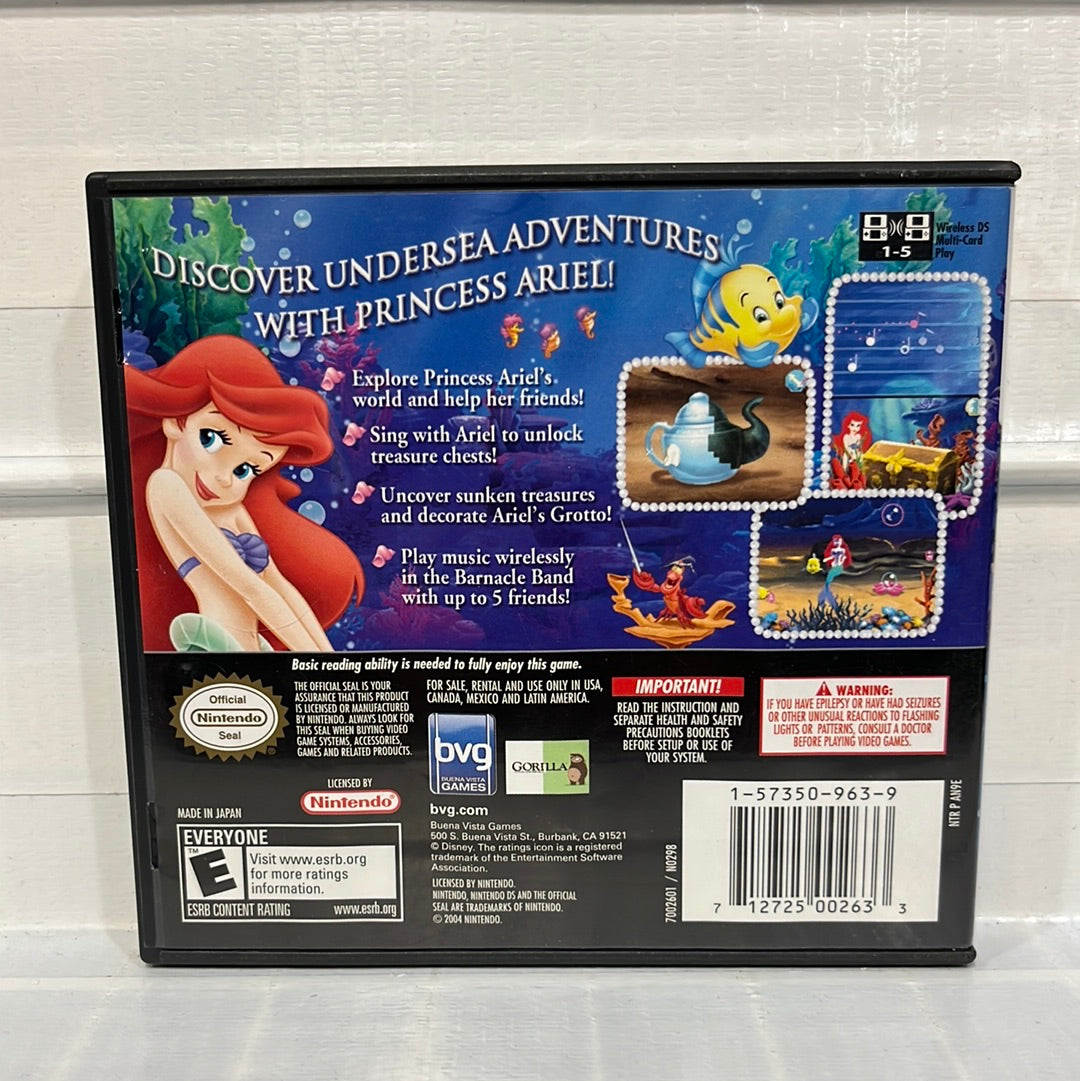 DISCOVER UNDERSEA ADVENTURES
WITH PRINCESS ARIEL!
Wireless DS
Multi-Card
Play
1-5
Explore Princess Ariel's
world and help her friends!
Sing with Ariel to unlock
treasure chests!
Uncover sunken treasures
and decorate Ariel's Grotto!
Play music wirelessly
in the Barnacle Band
with up to 5 friends!
Basic reading ability is needed to fully enjoy this game.
Official
Nintendo
Seal
THE OFFICIAL SEAL IS YOUR
ASSURANCE THAT THIS PRODUCT
IS LICENSED OR MANUFACTURED
BY NINTENDO. ALWAYS LOOK FOR
THIS SEAL WHEN BUYING VIDEO
GAME SYSTEMS, ACCESSORIES,
GAMES AND RELATED PRODUCTS.
FOR SALE, RENTAL AND USE ONLY IN USA,
CANADA, MEXICO AND LATIN AMERICA.
IMPORTANT!
READ THE INSTRUCTION AND
SEPARATE HEALTH AND SAFETY
PRECAUTIONS BOOKLETS
BEFORE SETUP OR USE OF
YOUR SYSTEM.
WARNING:
IF YOU HAVE EPILEPSY OR HAVE HAD SEIZURES
OR OTHER UNUSUAL REACTIONS TO FLASHING
LIGHTS OR PATTERNS, CONSULT A DOCTOR
BEFORE PLAYING VIDEO GAMES.
bvg
BUENA VISTA
GAMES
GORILLA
LICENSED BY
Nintendo
MADE IN JAPAN
EVERYONE
E
Visit www.esrb.org
for more ratings
information.
ESRB CONTENT RATING
www.esrb.org
bvg.com
Buena Vista Games
500 S. Buena Vista St., Burbank, CA 91521
© Disney. The ratings icon is a registered
trademark of the Entertainment Software
Association.
LICENSED BY NINTENDO.
NINTENDO, NINTENDO DS AND THE OFFICIAL
SEAL ARE TRADEMARKS OF NINTENDO.
© 2004 NINTENDO.
7002601 / N0298
1-57350-963-9
7 12725 00263 3
NTR P AN9E